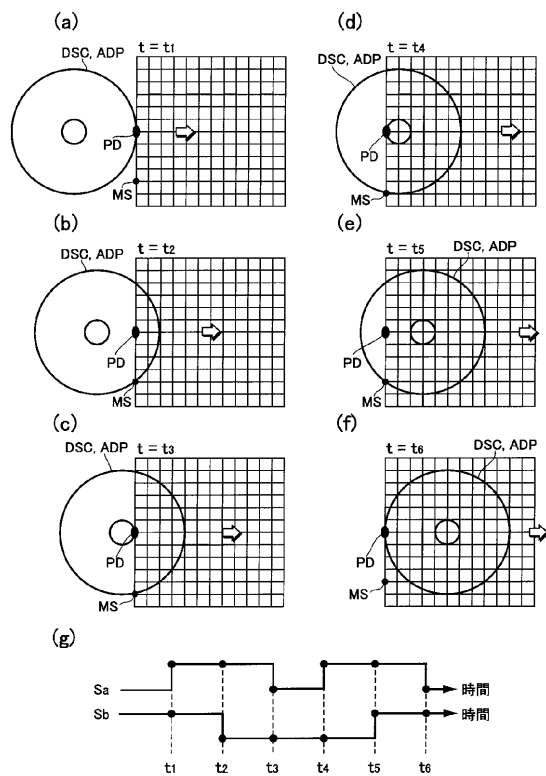 (a)
DSC, ADP
t = t1
PD
MS
(b)
DSC, ADP
t = t2
PD
MS
(c)
DSC, ADP
t = t3
PD
MS
(d)
t = t4
DSC, ADP
PD
MS
(e)
t = t5
DSC, ADP
PD
MS
(f)
t = t6
DSC, ADP
PD
MS
(g)
Sa 時間
Sb 時間
t1 t2 t3 t4 t5 t6